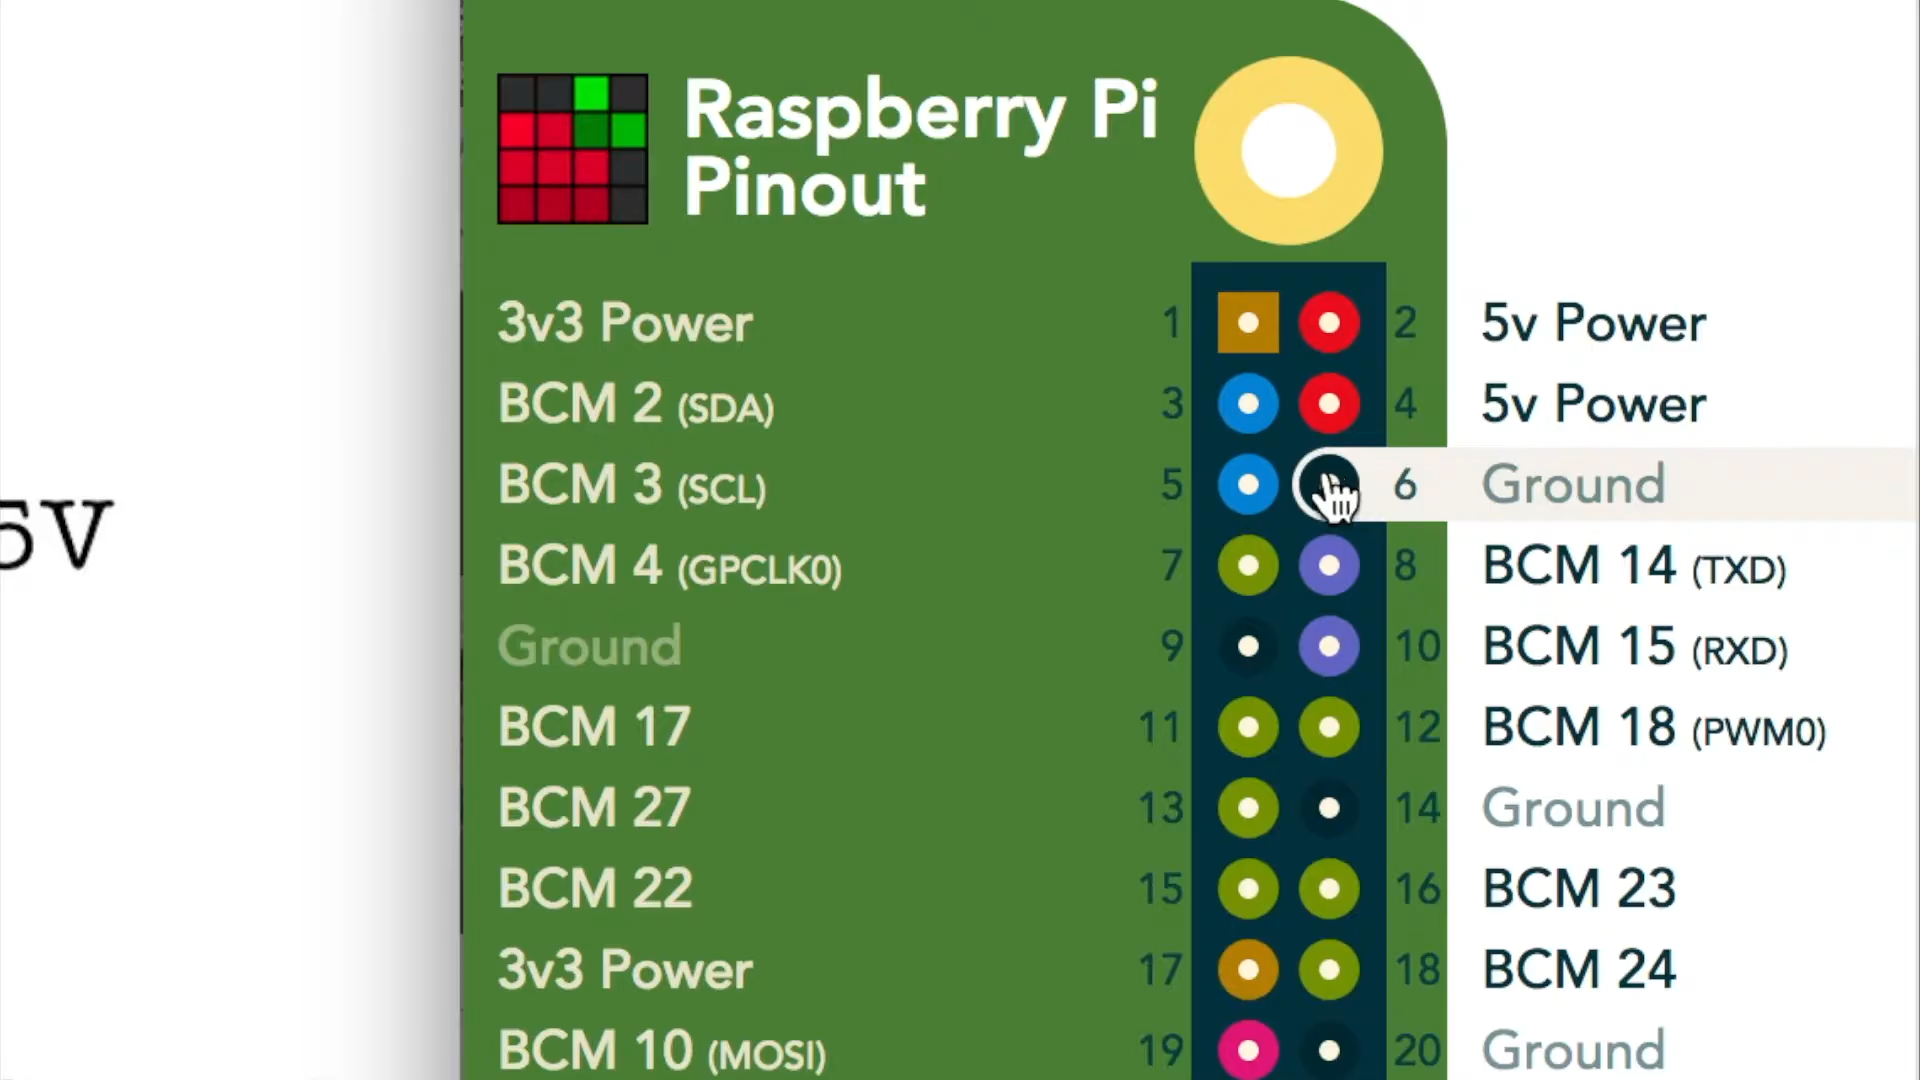 5V
Raspberry Pi
Pinout
3v3 Power 1 2 5v Power
BCM 2 (SDA) 3 4 5v Power
BCM 3 (SCL) 5 6 Ground
BCM 4 (GPCLK0) 7 8 BCM 14 (TXD)
Ground 9 10 BCM 15 (RXD)
BCM 17 11 12 BCM 18 (PWM0)
BCM 27 13 14 Ground
BCM 22 15 16 BCM 23
3v3 Power 17 18 BCM 24
BCM 10 (MOSI) 19 20 Ground